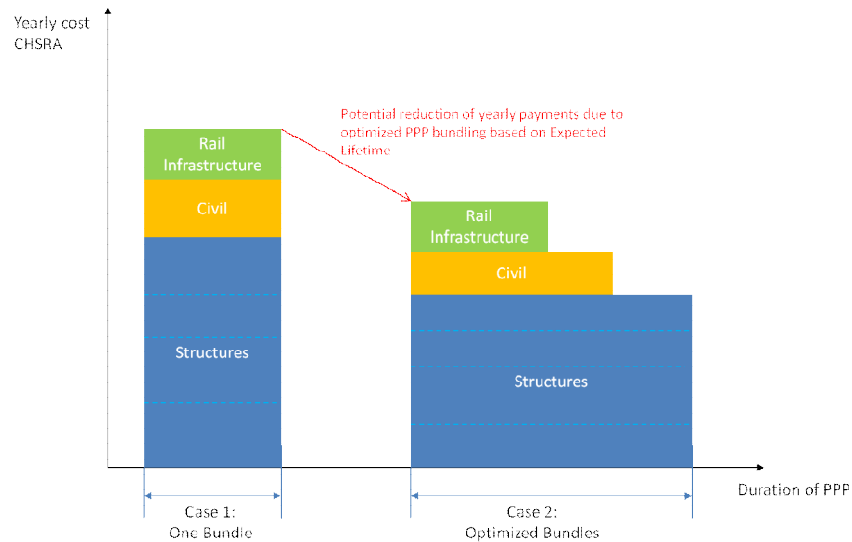 Yearly cost
CHSRA
Potential reduction of yearly payments due to
optimized PPP bundling based on Expected
Lifetime
Rail
Infrastructure
Civil
Structures
Rail
Infrastructure
Civil
Structures
Duration of PPP
Case 1:
One Bundle
Case 2:
Optimized Bundles